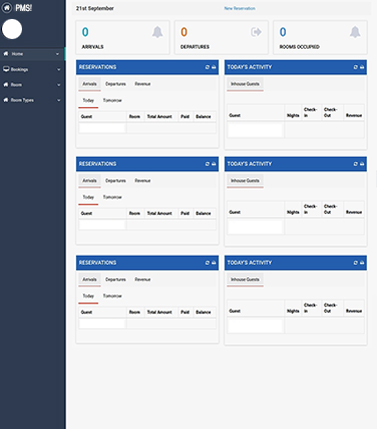 PMS!
Home
Bookings
Room
Room Types
21st September
New Reservation
0
ARRIVALS
0
DEPARTURES
0
ROOMS OCCUPIED
RESERVATIONS
Arrivals Departures Revenue
Today Tomorrow
Guest Room Total Amount Paid Balance
TODAY'S ACTIVITY
Inhouse Guests
Nights Check-in Check-Out Revenue
RESERVATIONS
Arrivals Departures Revenue
Today Tomorrow
Guest Room Total Amount Paid Balance
TODAY'S ACTIVITY
Inhouse Guests
Nights Check-in Check-Out Revenue
RESERVATIONS
Arrivals Departures Revenue
Today Tomorrow
Guest Room Total Amount Paid Balance
TODAY'S ACTIVITY
Inhouse Guests
Nights Check-in Check-Out Revenue